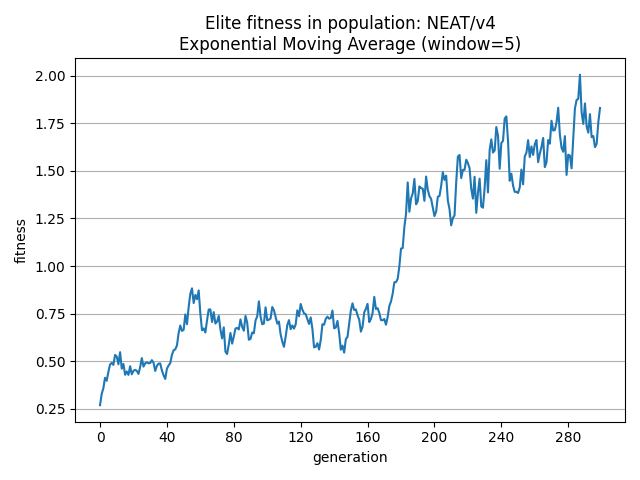 Elite fitness in population: NEAT/v4
Exponential Moving Average (window=5)
2.00
1.75
1.50
1.25
1.00
0.75
0.50
0.25
fitness
0 40 80 120 160 200 240 280
generation